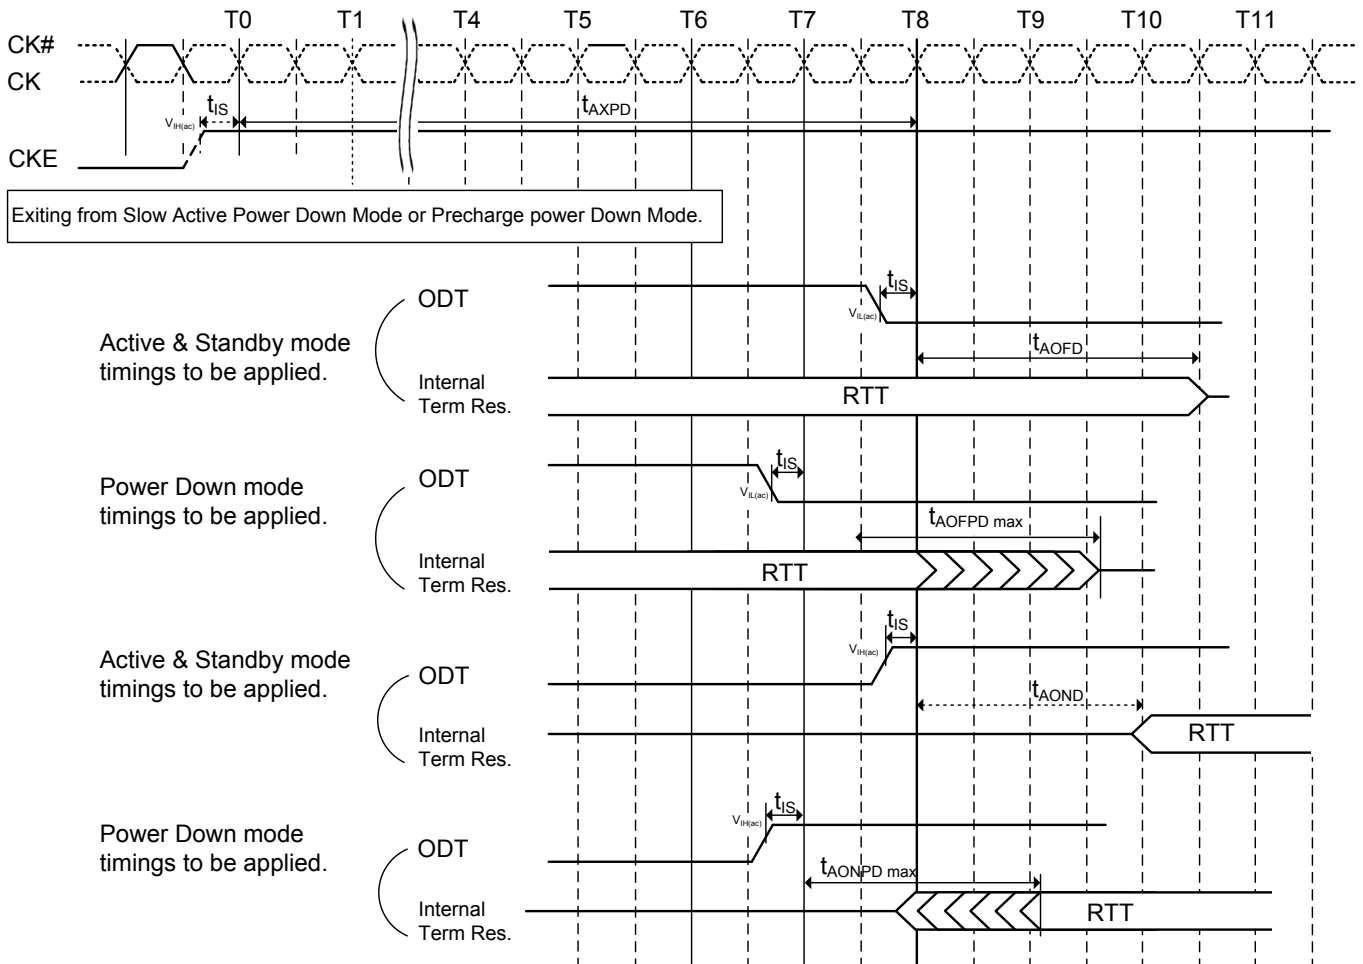 T0 T1 T4 T5 T6 T7 T8 T9 T10 T11
CK#
CK
tIS
tAXPD
VIH(ac)
CKE
Exiting from Slow Active Power Down Mode or Precharge power Down Mode.
ODT
tIS
VIL(ac)
Active & Standby mode
timings to be applied.
tAOFD
Internal
Term Res.
RTT
ODT
tIS
VIL(ac)
Power Down mode
timings to be applied.
tAOFPD max
Internal
Term Res.
RTT
tIS
VIH(ac)
Active & Standby mode
timings to be applied.
ODT
tAOND
Internal
Term Res.
RTT
tIS
VIH(ac)
Power Down mode
timings to be applied.
ODT
tAONPD max
Internal
Term Res.
RTT